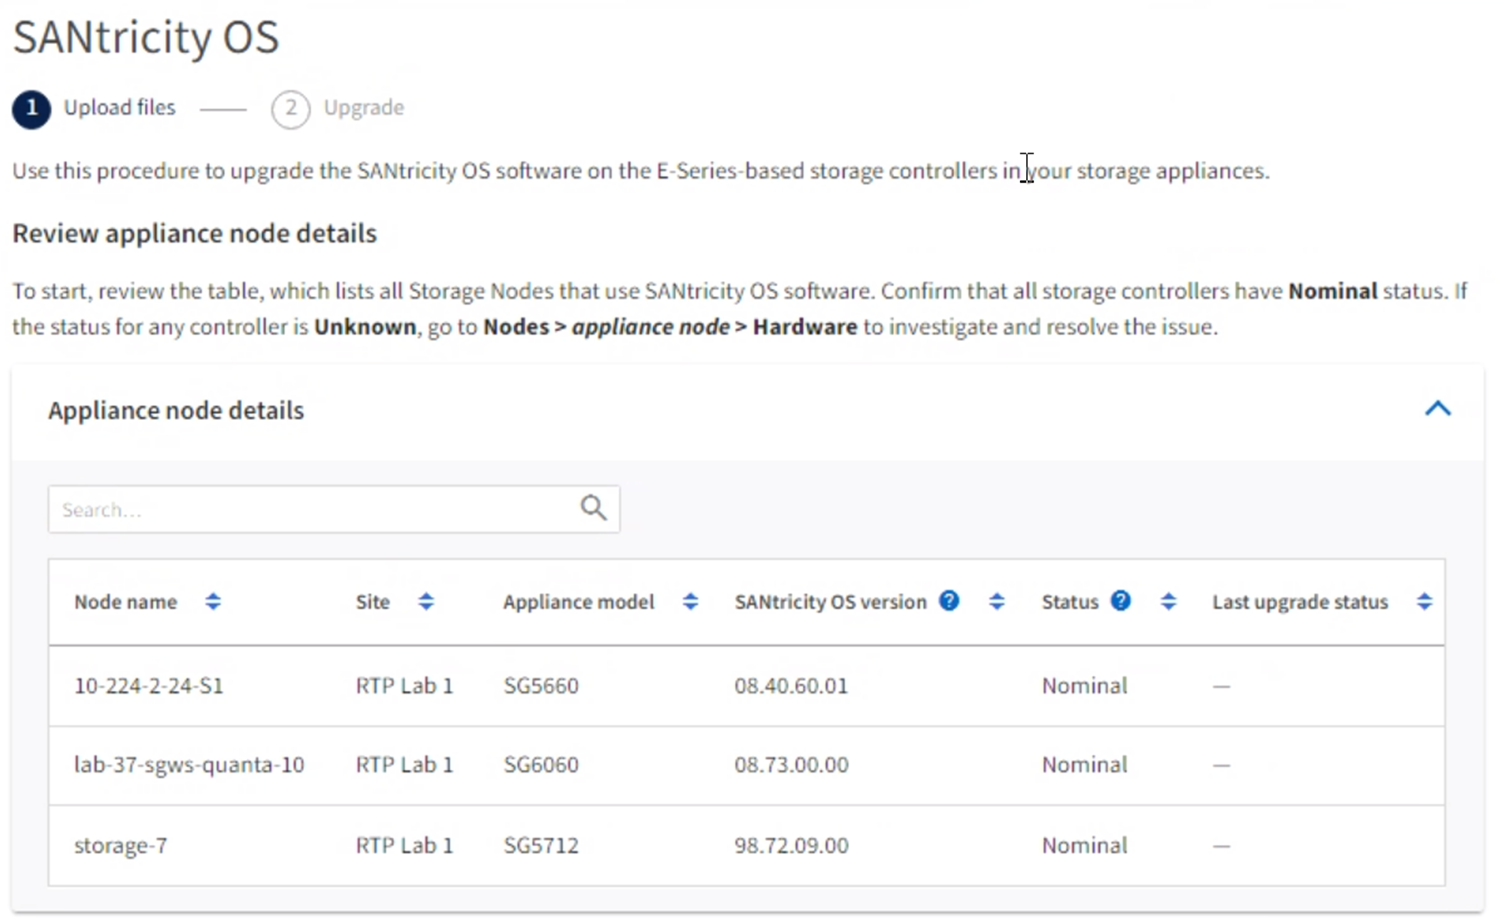 SANtricity OS
1 Upload files 2 Upgrade
Use this procedure to upgrade the SANtricity OS software on the E-Series-based storage controllers in your storage appliances.
Review appliance node details
To start, review the table, which lists all Storage Nodes that use SANtricity OS software. Confirm that all storage controllers have Nominal status. If
the status for any controller is Unknown, go to Nodes > appliance node > Hardware to investigate and resolve the issue.
Appliance node details
Search...
Node name Site Appliance model SANtricity OS version ? Status ? Last upgrade status
10-224-2-24-S1 RTP Lab 1 SG5660 08.40.60.01 Nominal —
lab-37-sgws-quanta-10 RTP Lab 1 SG6060 08.73.00.00 Nominal —
storage-7 RTP Lab 1 SG5712 98.72.09.00 Nominal —